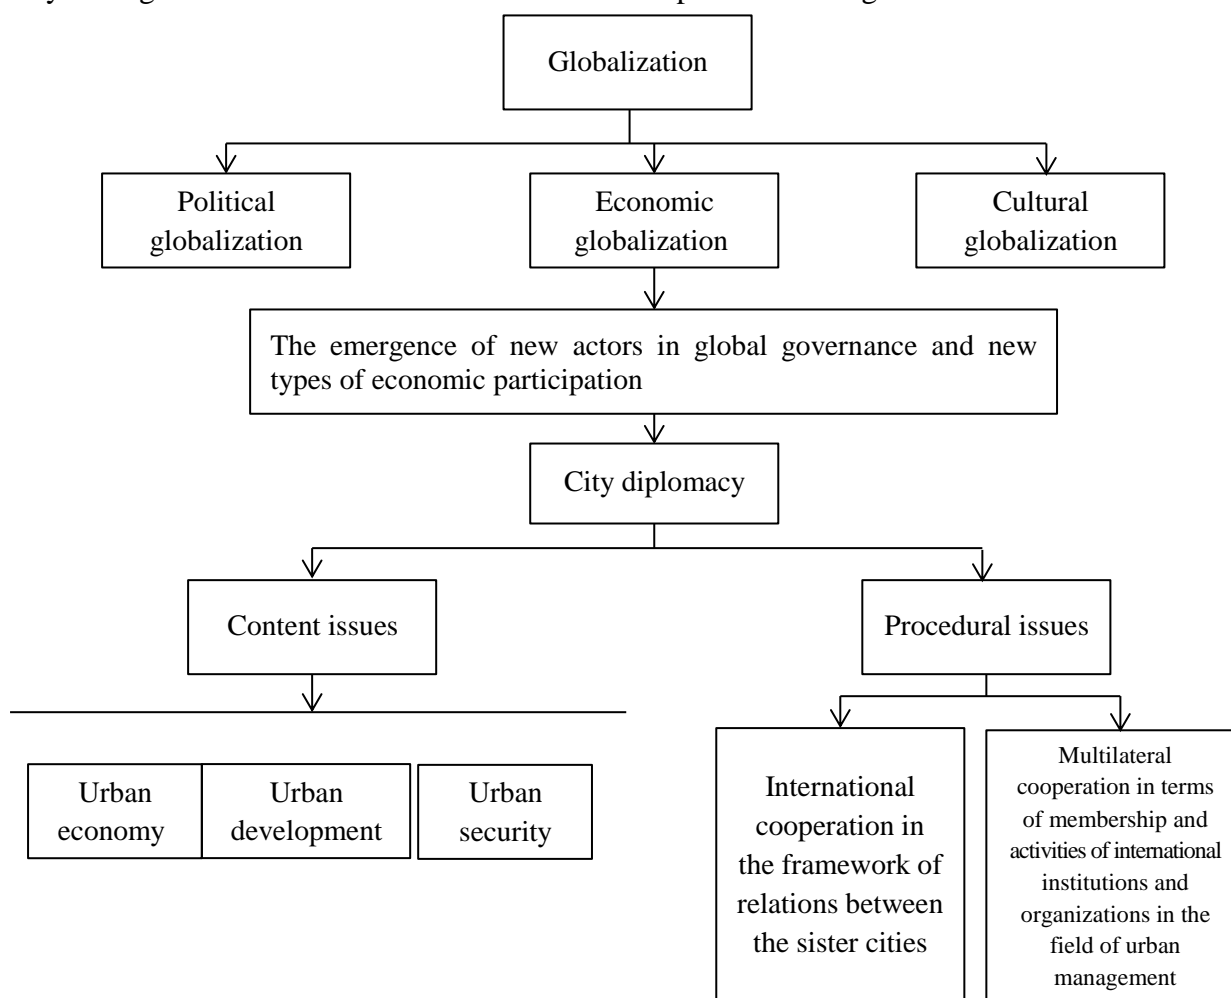 Globalization
Political
globalization
Economic
globalization
Cultural
globalization
The emergence of new actors in global governance and new
types of economic participation
City diplomacy
Content issues
Procedural issues
Urban
economy
Urban
development
Urban
security
International
cooperation in
the framework of
relations between
the sister cities
Multilateral
cooperation in terms
of membership and
activities of international
institutions and
organizations in the
field of urban
management